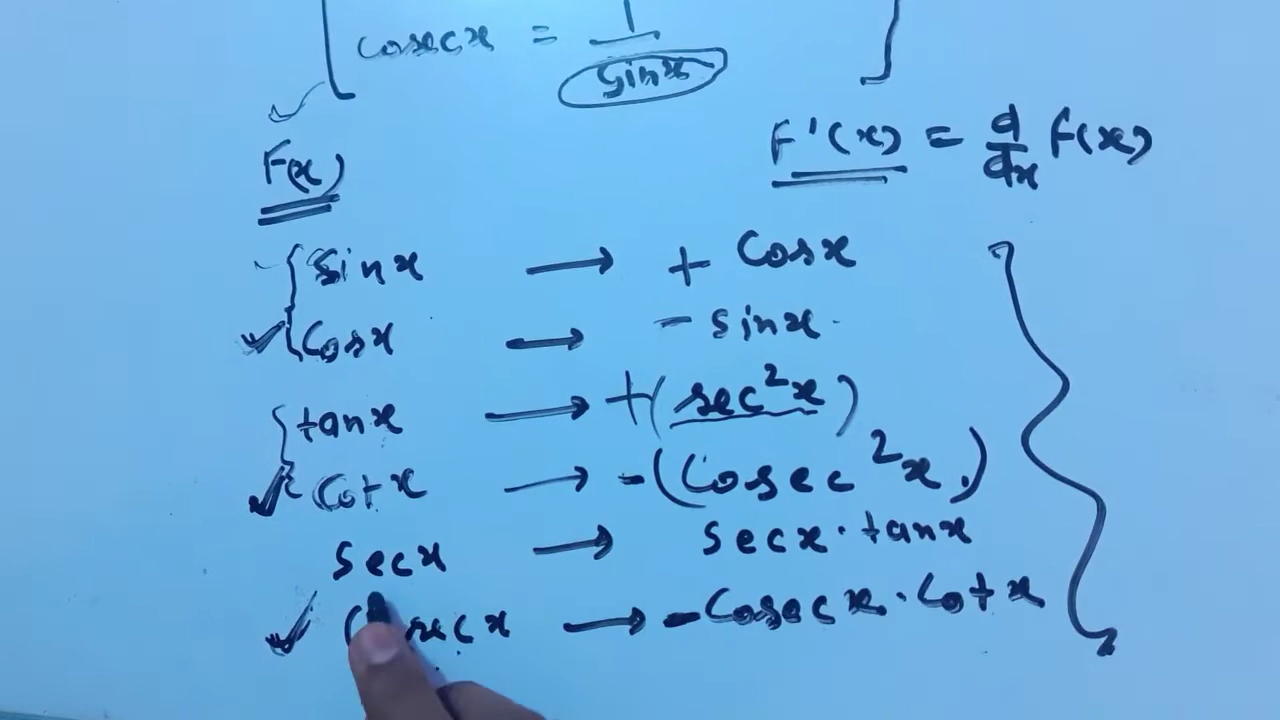 cosecx = 1/sinx
F(x) F'(x) = d/dx f(x)
sinx → + cosx
cosx → - sinx
tanx → +(sec²x)
cotx → -(cosec²x)
secx → secx·tanx
→ -cosecx·cotx